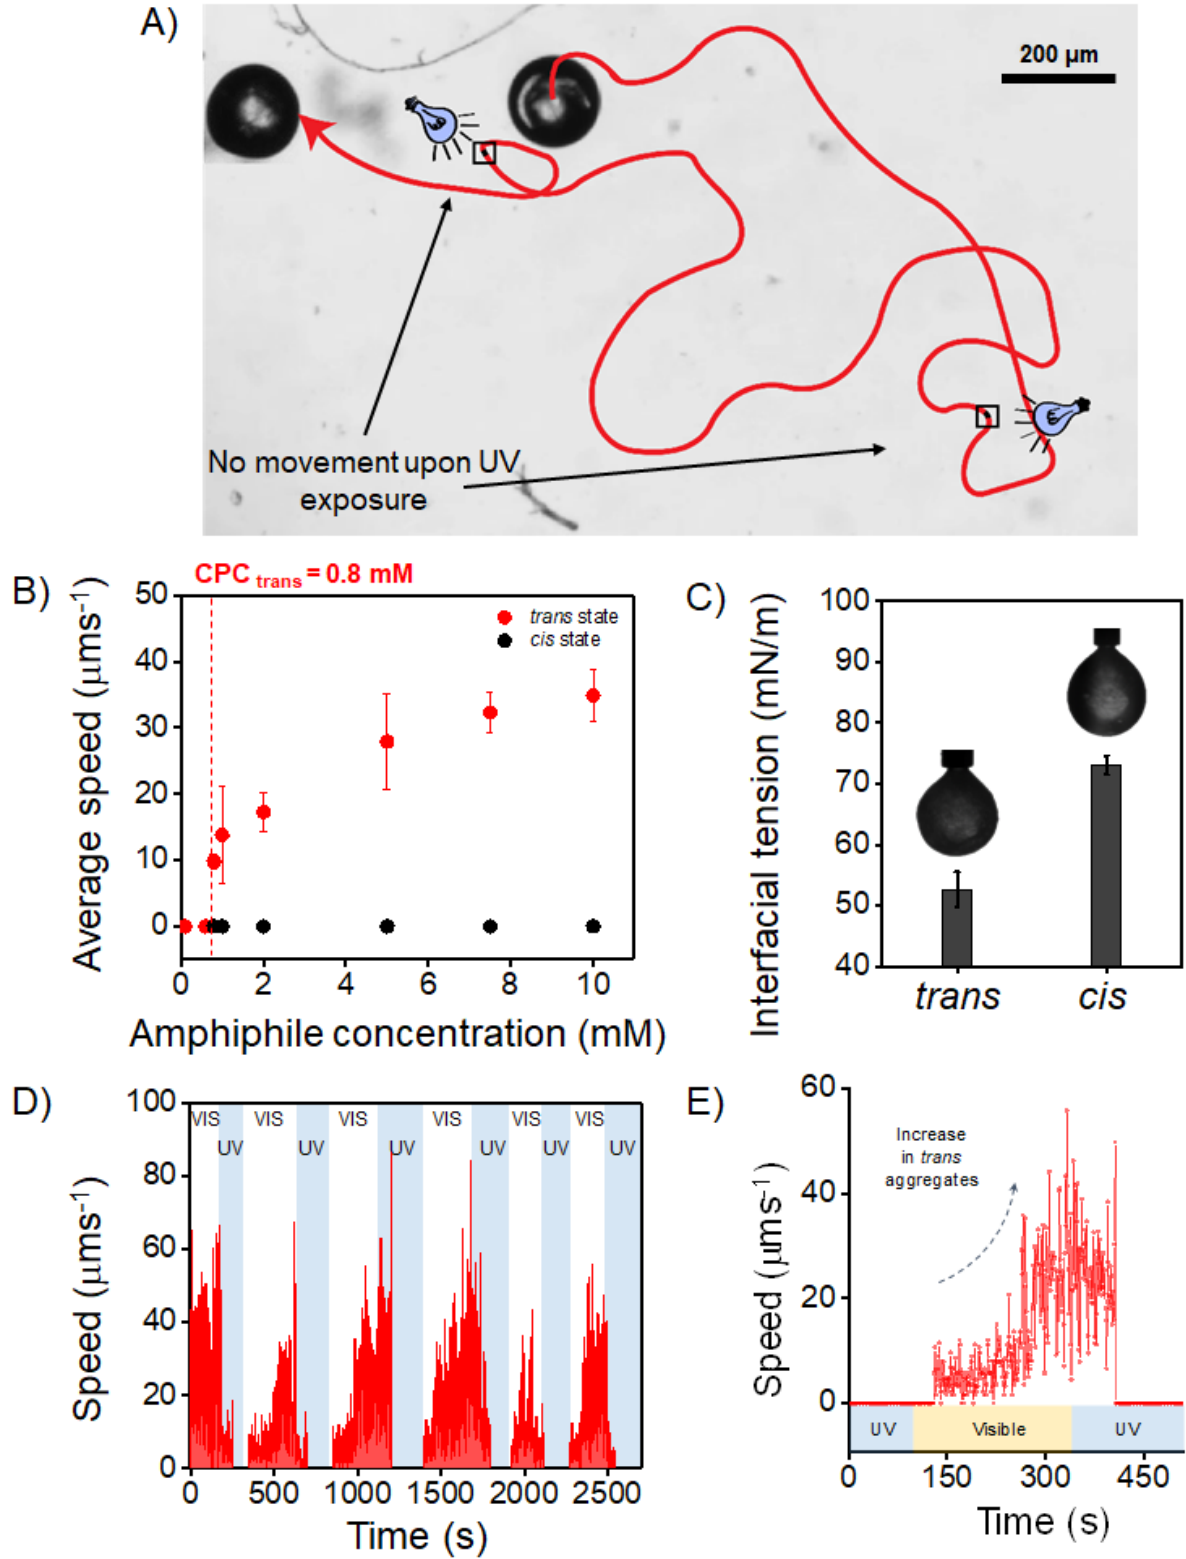 A)
200 µm
No movement upon UV
exposure
B)
CPC trans = 0.8 mM
Average speed (µms⁻¹)
50
40
30
20
10
0
trans state
cis state
0 2 4 6 8 10
Amphiphile concentration (mM)
C)
Interfacial tension (mN/m)
100
90
80
70
60
50
40
trans cis
D)
Speed (µms⁻¹)
100
80
60
40
20
0
VIS VIS VIS VIS VIS VIS
UV UV UV UV UV UV
0 500 1000 1500 2000 2500
Time (s)
E)
Speed (µms⁻¹)
60
40
20
0
Increase
in trans
aggregates
UV Visible UV
0 150 300 450
Time (s)